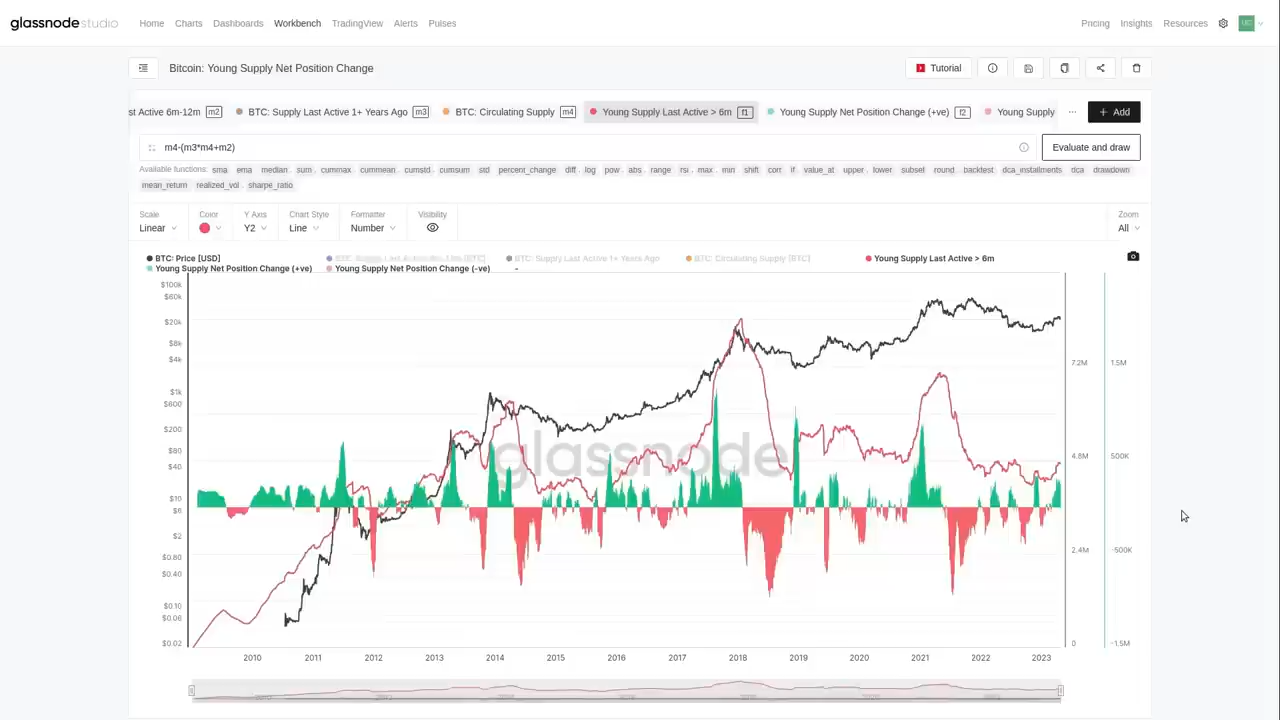 glassnode studio Home Charts Dashboards Workbench TradingView Alerts Pulses Pricing Insights Resources
Bitcoin: Young Supply Net Position Change Tutorial
st Active 6m-12m m2 BTC: Supply Last Active 1+ Years Ago m3 BTC: Circulating Supply m4 Young Supply Last Active > 6m f1 Young Supply Net Position Change (+ve) f2 Young Supply ... + Add
m4-(m3*m4+m2) Evaluate and draw
Available functions: sma ema median sum cummax cummean cumstd cumsum std percent_change diff log pow abs range rsi max min shift corr if value_at upper lower subsel round backtest dca_installments dca drawdown
mean_return realized_vol sharpe_ratio
Scale Color Y Axis Chart Style Formatter Visibility Zoom
Linear Y2 Line Number All
BTC: Price [USD] BTC: Supply Last Active 1+ Years Ago BTC: Circulating Supply [BTC] Young Supply Last Active > 6m
Young Supply Net Position Change (+ve) Young Supply Net Position Change (-ve) -
$100k
$60k
$20k
$8k
$4k 7.2M 1.5M
$1k
$600
$200
$80 4.8M 500K
$40
$10
$6
$2
$0.80 2.4M -500K
$0.40
$0.10
$0.06
$0.02 0 -1.5M
glassnode
2010 2011 2012 2013 2014 2015 2016 2017 2018 2019 2020 2021 2022 2023